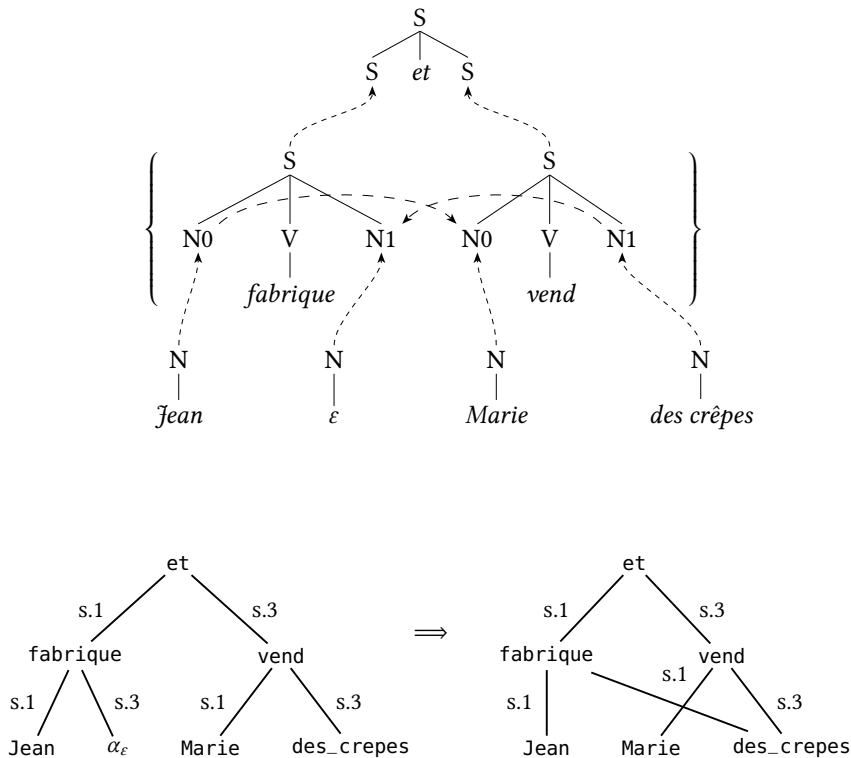 S
S et S
S S
N0 V N1 N0 V N1
fabrique vend
N N N N
Jean ε Marie des crêpes
et et
s.1 s.3 ⟹ s.1 s.3
fabrique vend fabrique vend
s.1 s.3 s.1 s.3 s.1 s.1 s.3
Jean αε Marie des_crepes Jean Marie des_crepes